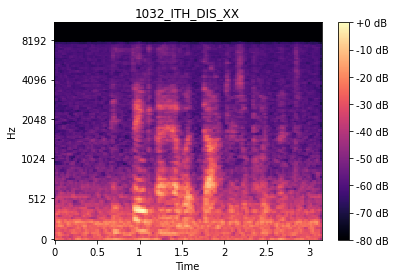 1032_ITH_DIS_XX
+0 dB
8192
-10 dB
4096
-20 dB
-30 dB
2048
Hz
-40 dB
1024
-50 dB
512
-60 dB
-70 dB
0
-80 dB
0 0.5 1 1.5 2 2.5 3
Time